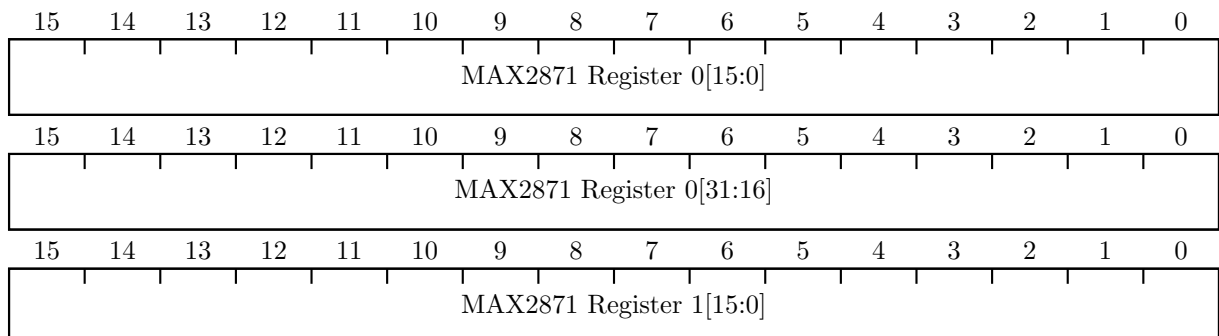 15 14 13 12 11 10 9 8 7 6 5 4 3 2 1 0
MAX2871 Register 0[15:0]
15 14 13 12 11 10 9 8 7 6 5 4 3 2 1 0
MAX2871 Register 0[31:16]
15 14 13 12 11 10 9 8 7 6 5 4 3 2 1 0
MAX2871 Register 1[15:0]